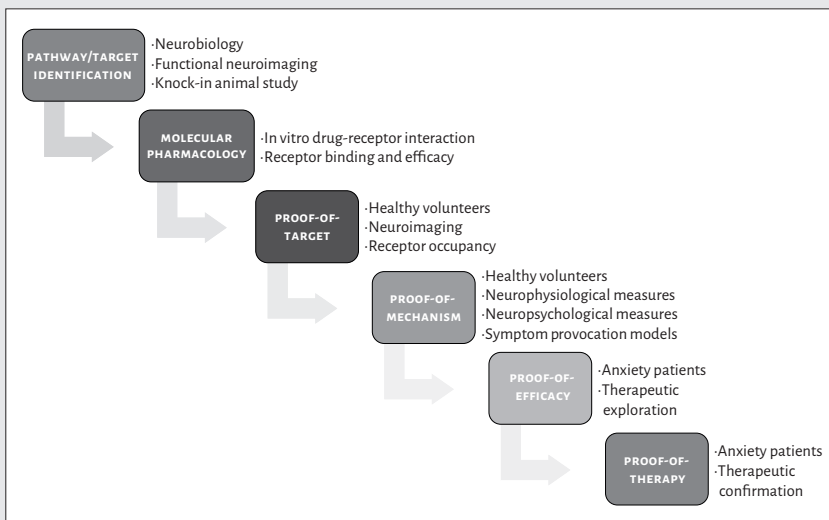 PATHWAY/TARGET
IDENTIFICATION
·Neurobiology
·Functional neuroimaging
·Knock-in animal study
MOLECULAR
PHARMACOLOGY
·In vitro drug-receptor interaction
·Receptor binding and efficacy
PROOF-OF-
TARGET
·Healthy volunteers
·Neuroimaging
·Receptor occupancy
PROOF-OF-
MECHANISM
·Healthy volunteers
·Neurophysiological measures
·Neuropsychological measures
·Symptom provocation models
PROOF-OF-
EFFICACY
·Anxiety patients
·Therapeutic
exploration
PROOF-OF-
THERAPY
·Anxiety patients
·Therapeutic
confirmation